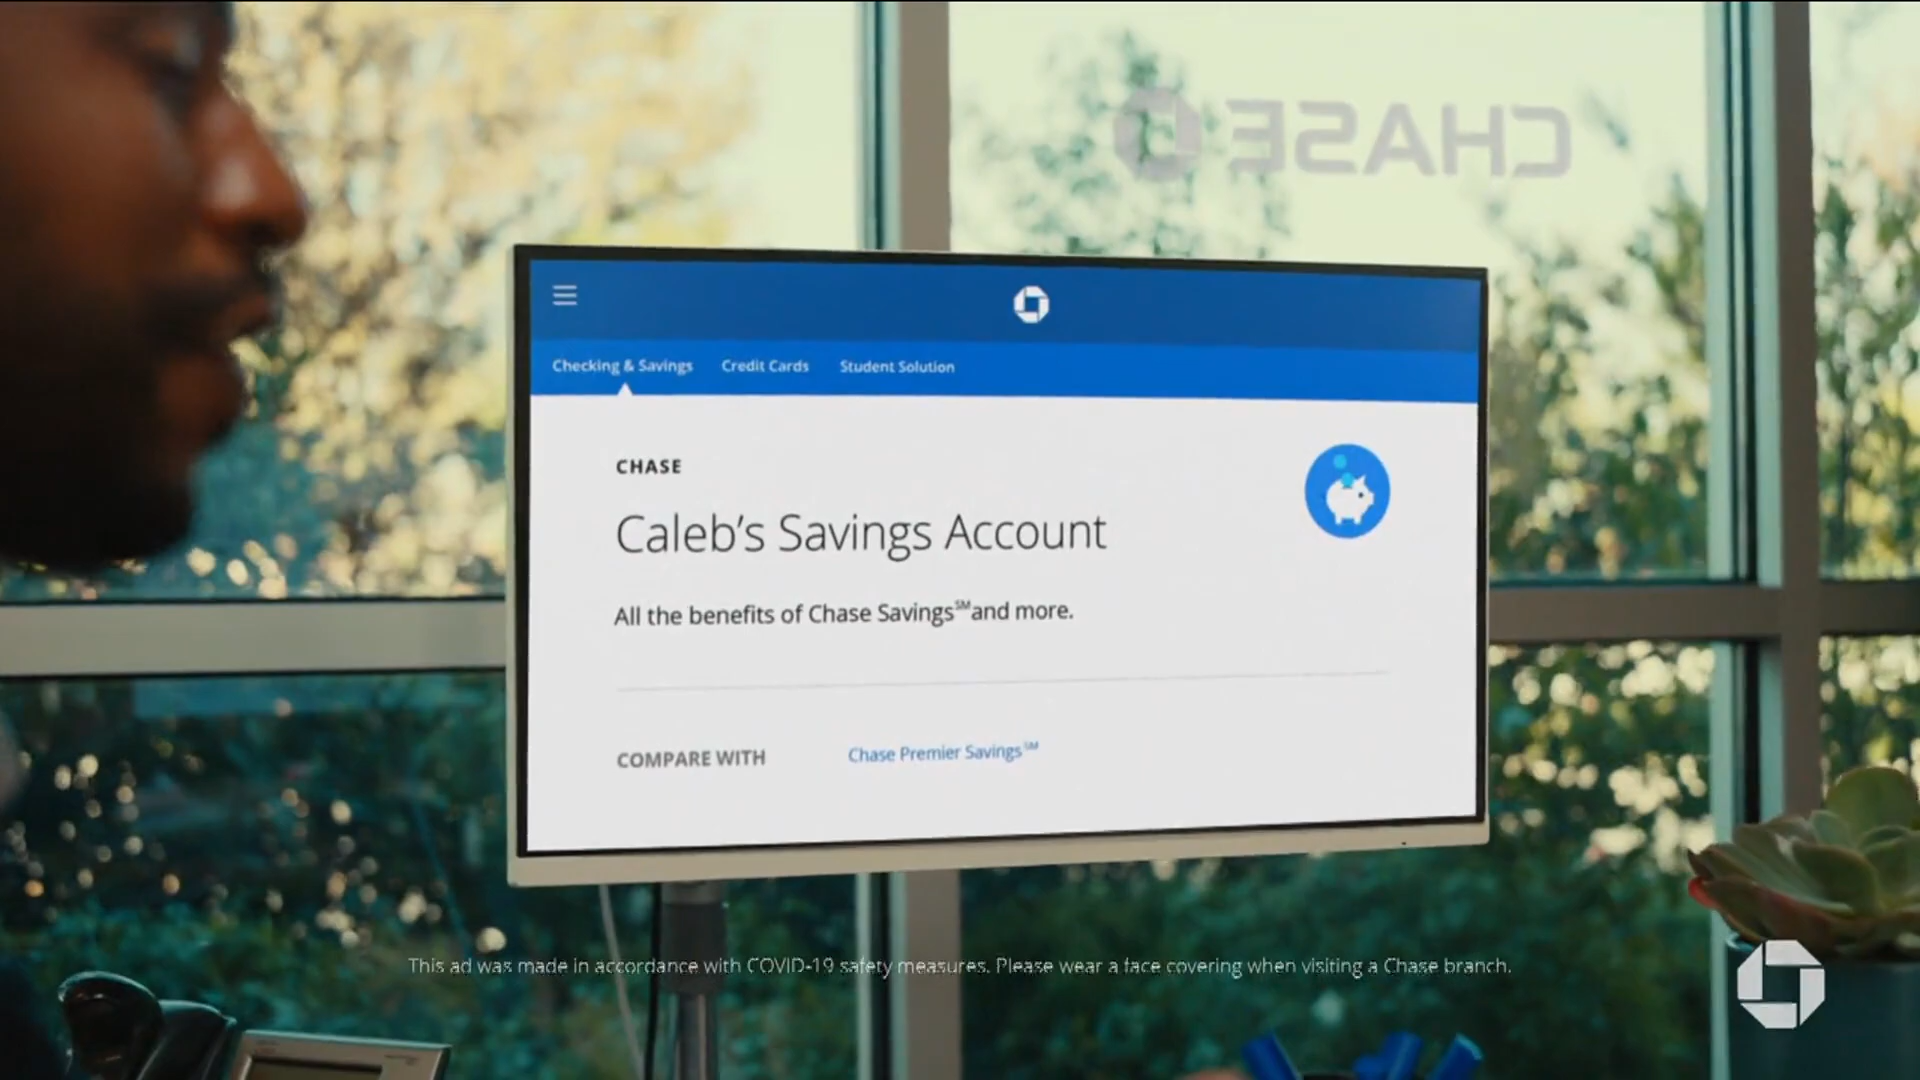 CHASE
Checking & Savings Credit Cards Student Solution
CHASE
Caleb's Savings Account
All the benefits of Chase Savings℠ and more.
COMPARE WITH Chase Premier Savings℠
This ad was made in accordance with COVID-19 safety measures. Please wear a face covering when visiting a Chase branch.